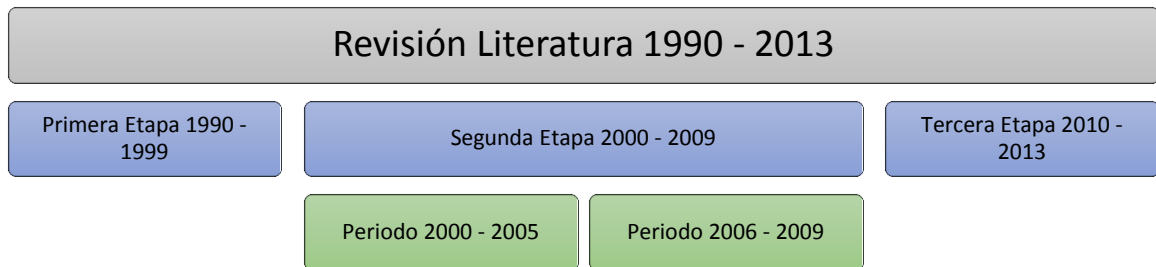 Revisión Literatura 1990 - 2013
Primera Etapa 1990 -
1999
Segunda Etapa 2000 - 2009
Tercera Etapa 2010 -
2013
Periodo 2000 - 2005
Periodo 2006 - 2009